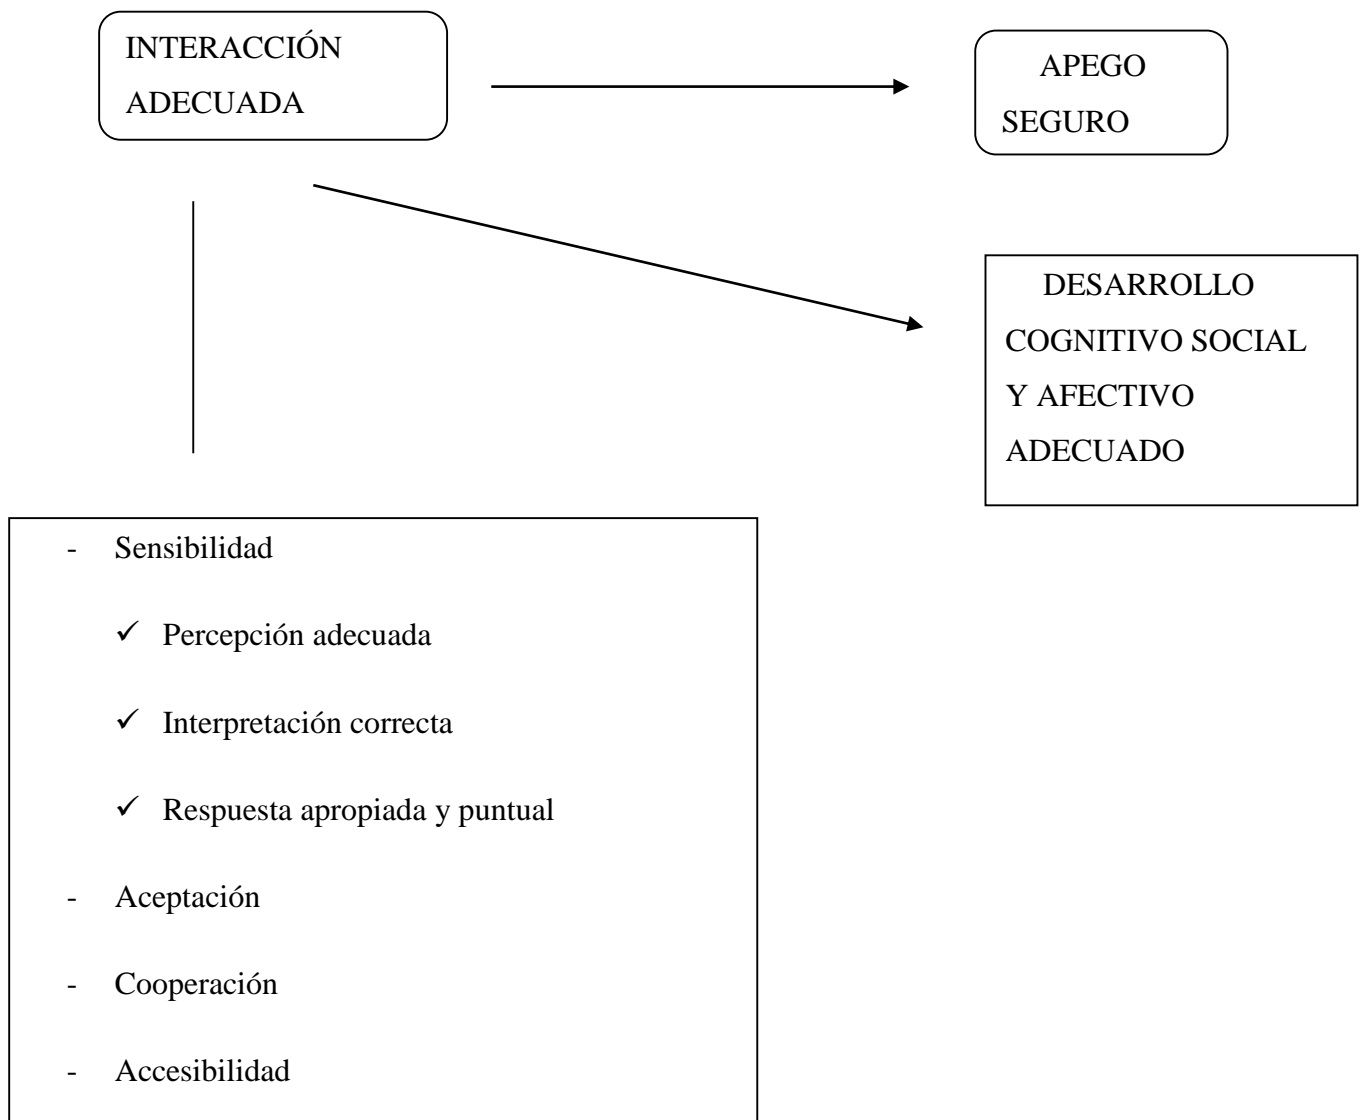 INTERACCIÓN
ADECUADA
APEGO
SEGURO
DESARROLLO
COGNITIVO SOCIAL
Y AFECTIVO
ADECUADO
- Sensibilidad
✓ Percepción adecuada
✓ Interpretación correcta
✓ Respuesta apropiada y puntual
- Aceptación
- Cooperación
- Accesibilidad